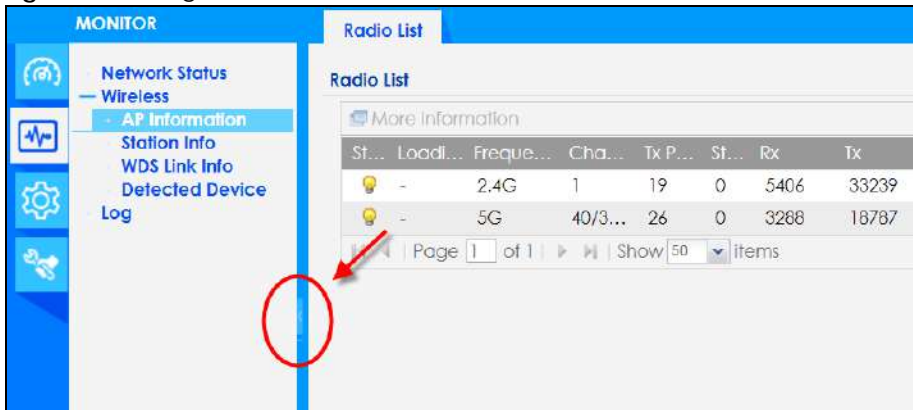 MONITOR
Radio List
Network Status
Wireless
AP Information
Station Info
WDS Link Info
Detected Device
Log
Radio List
More Information
St... Loadi... Freque... Cha... Tx P... St... Rx Tx
- 2.4G 1 19 0 5406 33239
- 5G 40/3... 26 0 3288 18787
Page 1 of 1 Show 50 items